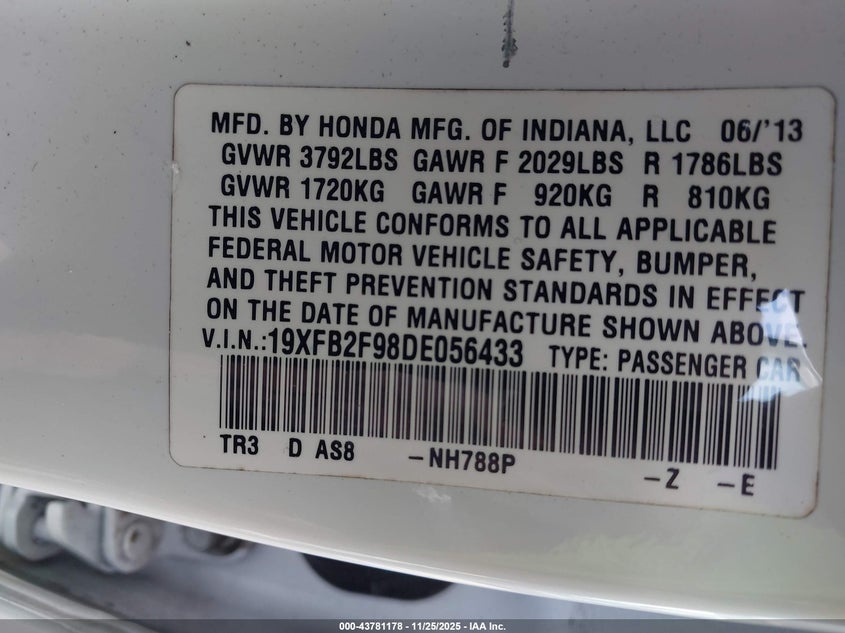 MFD. BY HONDA MFG. OF INDIANA, LLC 06/'13
GVWR 3792LBS GAWR F 2029LBS R 1786LBS
GVWR 1720KG GAWR F 920KG R 810KG
THIS VEHICLE CONFORMS TO ALL APPLICABLE
FEDERAL MOTOR VEHICLE SAFETY, BUMPER,
AND THEFT PREVENTION STANDARDS IN EFFECT
ON THE DATE OF MANUFACTURE SHOWN ABOVE.
V.I.N.:19XFB2F98DE056433 TYPE: PASSENGER CAR
TR3 D AS8 -NH788P -Z -E
000-43781178 - 11/25/2025 - IAA Inc.